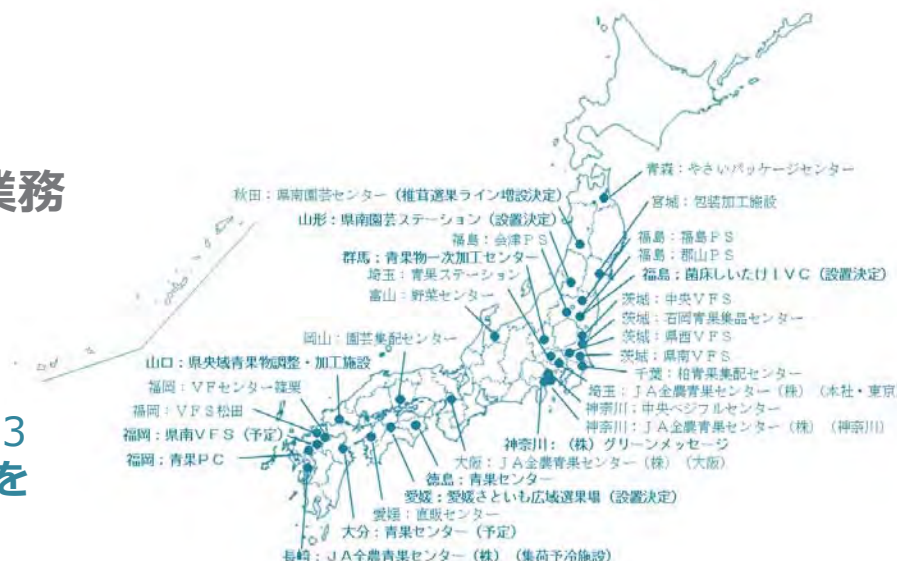 業務
3
を
青森：やさいパッケージセンター
秋田：県南園芸センター（椎茸選果ライン増設決定）
宮城：包装加工施設
山形：県南園芸ステーション（設置決定）
福島：会津ＰＳ
福島：福島ＰＳ
福島：郡山ＰＳ
群馬：青果物一次加工センター
福島：菌床しいたけＩＶＣ（設置決定）
埼玉：青果ステーション
富山：野菜センター
茨城：中央ＶＦＳ
茨城：石岡青果集品センター
茨城：県西ＶＦＳ
茨城：県南ＶＦＳ
千葉：柏青果集配センター
埼玉：ＪＡ全農青果センター（株）（本社・東京
神奈川：中央ベジフルセンター
神奈川：ＪＡ全農青果センター（株）（神奈川）
神奈川：（株）グリーンメッセージ
岡山：園芸集配センター
山口：県央域青果物調整・加工施設
福岡：ＶＦセンター篠栗
福岡：ＶＦＳ松田
福岡：県南ＶＦＳ（予定）
福岡：青果ＰＣ
大阪：ＪＡ全農青果センター（株）（大阪）
徳島：青果センター
愛媛：愛媛さといも広域選果場（設置決定）
愛媛：直販センター
大分：青果センター（予定）
長崎：ＪＡ全農青果センター（株）（集荷予冷施設）